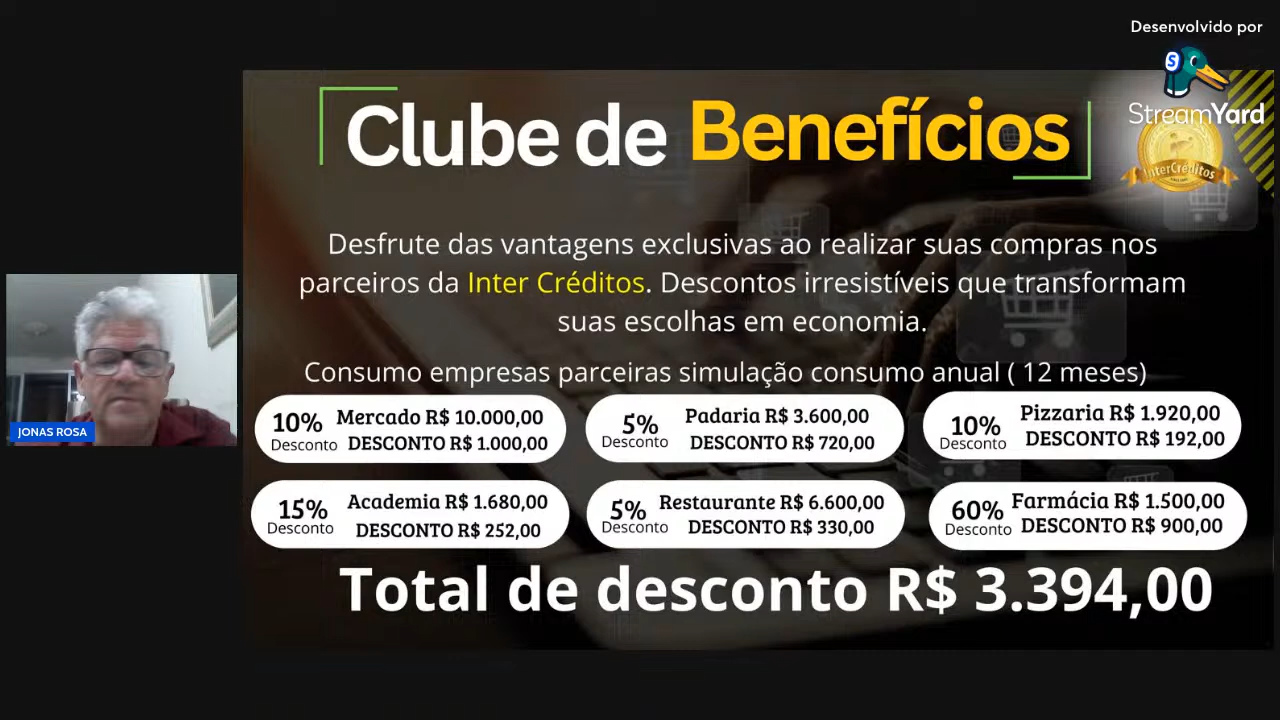 Desenvolvido por
S
StreamYard
Clube de Benefícios
InterCréditos
Desfrute das vantagens exclusivas ao realizar suas compras nos
parceiros da Inter Créditos. Descontos irresistíveis que transformam
suas escolhas em economia.
Consumo empresas parceiras simulação consumo anual ( 12 meses)
10% Mercado R$ 10.000,00
Desconto DESCONTO R$ 1.000,00
5% Padaria R$ 3.600,00
Desconto DESCONTO R$ 720,00
10% Pizzaria R$ 1.920,00
Desconto DESCONTO R$ 192,00
15% Academia R$ 1.680,00
Desconto DESCONTO R$ 252,00
5% Restaurante R$ 6.600,00
Desconto DESCONTO R$ 330,00
60% Farmácia R$ 1.500,00
Desconto DESCONTO R$ 900,00
Total de desconto R$ 3.394,00
JONAS ROSA